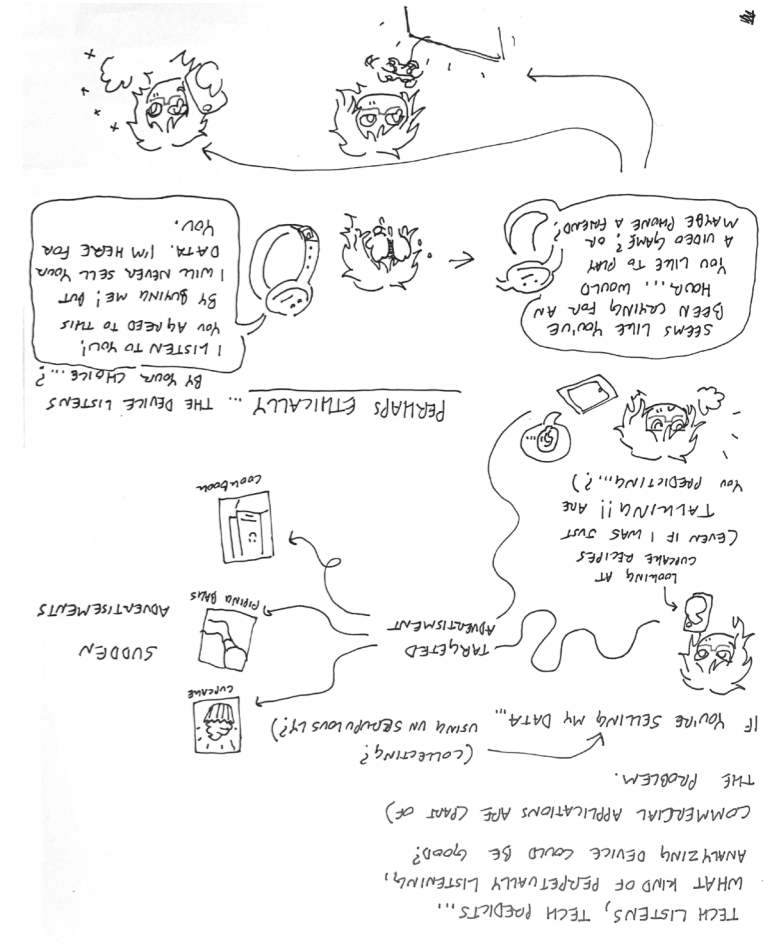 TECH LISTENS, TECH PREDICTS...
WHAT KIND OF PERPETUALLY LISTENING,
ANALYZING DEVICE COULD BE GOOD?
COMMERCIAL APPLICATIONS ARE (PART OF)
THE PROBLEM.
(COLLECTING?
USING UNSCRUPULOUSLY?)
IF YOU'RE SELLING MY DATA...
LOOKING AT
CUPCAKE RECIPES
(EVEN IF I WAS JUST
TALKING!! ARE
YOU PREDICTING...?)
TARGETED
ADVERTISMENT
CUPCAKE
PIPING BAGS
COOKBOOK
SUDDEN
ADVERTISEMENTS
PERHAPS ETHICALLY... THE DEVICE LISTENS
BY YOUR CHOICE...?
SEEMS LIKE YOU'VE
BEEN CRYING FOR AN
HOUR... WOULD
YOU LIKE TO PLAY
A VIDEO GAME? OR
MAYBE PHONE A FRIEND?
I LISTEN TO YOU!
YOU AGREED TO THIS
BY BUYING ME! BUT
I WILL NEVER SELL YOUR
DATA. I'M HERE FOR
YOU.